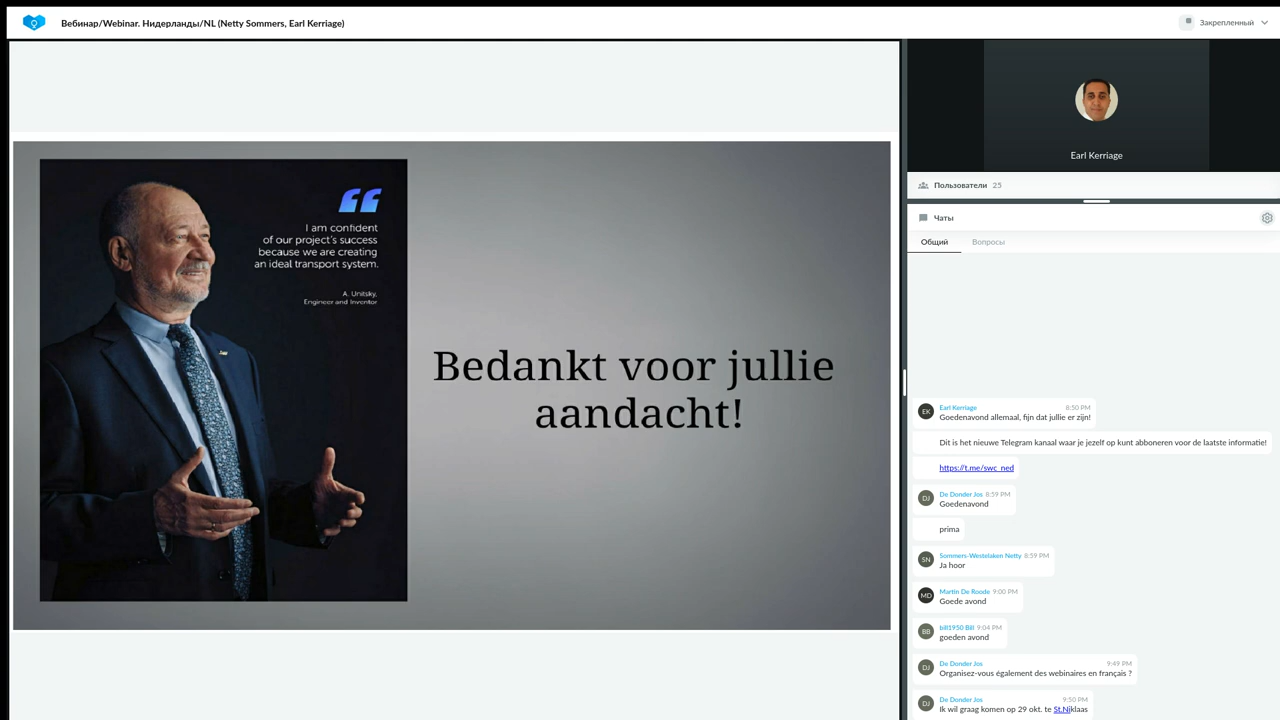 Вебинар/Webinar. Нидерланды/NL (Netty Sommers, Earl Kerriage)
Закрепленный
I am confident
of our project's success
because we are creating
an ideal transport system.
A. Unitsky,
Engineer and Inventor
Bedankt voor jullie
aandacht!
Earl Kerriage
Пользователи 25
Чаты
Общий Вопросы
EK Earl Kerriage 8:50 PM
Goedenavond allemaal, fijn dat jullie er zijn!
Dit is het nieuwe Telegram kanaal waar je jezelf op kunt abboneren voor de laatste informatie!
https://t.me/swc_ned
DJ De Donder Jos 8:59 PM
Goedenavond
prima
SN Sommers-Westelaken Netty 8:59 PM
Ja hoor
MD Martin De Roode 9:00 PM
Goede avond
BB bill1950 Bill 9:04 PM
goeden avond
DJ De Donder Jos 9:49 PM
Organisez-vous également des webinaires en français ?
DJ De Donder Jos 9:50 PM
Ik wil graag komen op 29 okt. te St.Niklaas